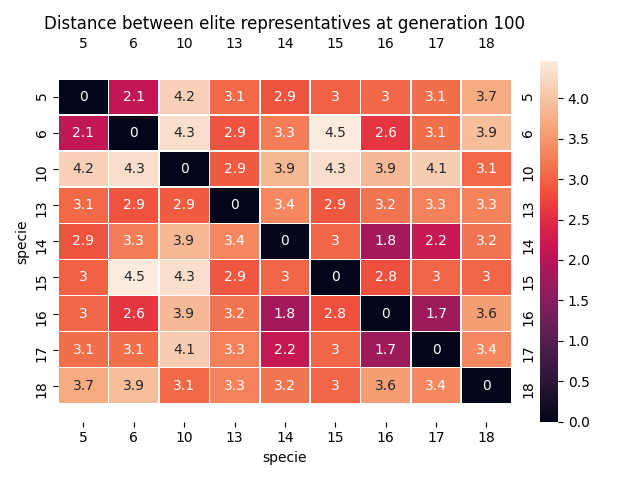 Distance between elite representatives at generation 100
5 6 10 13 14 15 16 17 18
5 0 2.1 4.2 3.1 2.9 3 3 3.1 3.7 5
6 2.1 0 4.3 2.9 3.3 4.5 2.6 3.1 3.9 6
10 4.2 4.3 0 2.9 3.9 4.3 3.9 4.1 3.1 10
13 3.1 2.9 2.9 0 3.4 2.9 3.2 3.3 3.3 13
14 2.9 3.3 3.9 3.4 0 3 1.8 2.2 3.2 14
15 3 4.5 4.3 2.9 3 0 2.8 3 3 15
16 3 2.6 3.9 3.2 1.8 2.8 0 1.7 3.6 16
17 3.1 3.1 4.1 3.3 2.2 3 1.7 0 3.4 17
18 3.7 3.9 3.1 3.3 3.2 3 3.6 3.4 0 18
5 6 10 13 14 15 16 17 18
specie
specie
4.0
3.5
3.0
2.5
2.0
1.5
1.0
0.5
0.0